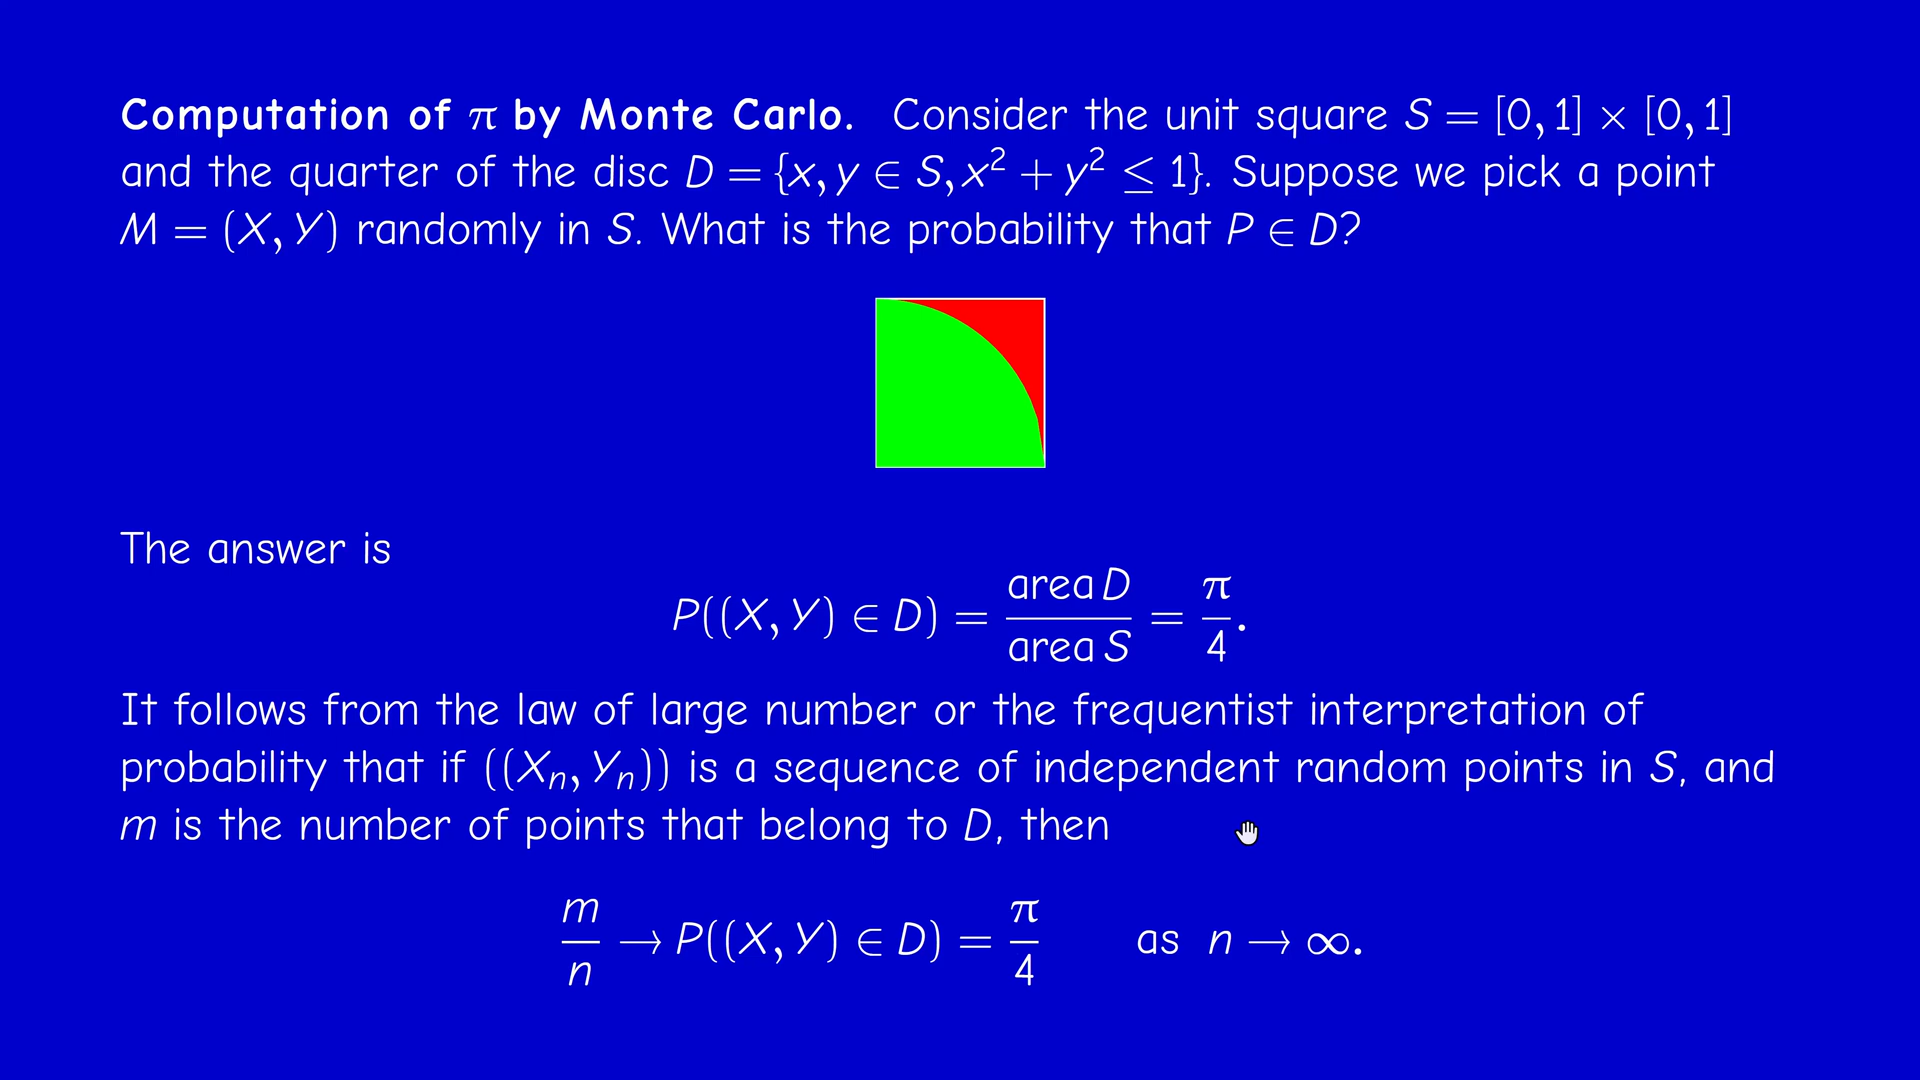 Computation of π by Monte Carlo. Consider the unit square S = [0, 1] × [0, 1]
and the quarter of the disc D = {x, y ∈ S, x² + y² ≤ 1}. Suppose we pick a point
M = (X, Y) randomly in S. What is the probability that P ∈ D?
The answer is
P((X, Y) ∈ D) = area D / area S = π / 4.
It follows from the law of large number or the frequentist interpretation of
probability that if ((Xₙ, Yₙ)) is a sequence of independent random points in S, and
m is the number of points that belong to D, then
m / n → P((X, Y) ∈ D) = π / 4 as n → ∞.